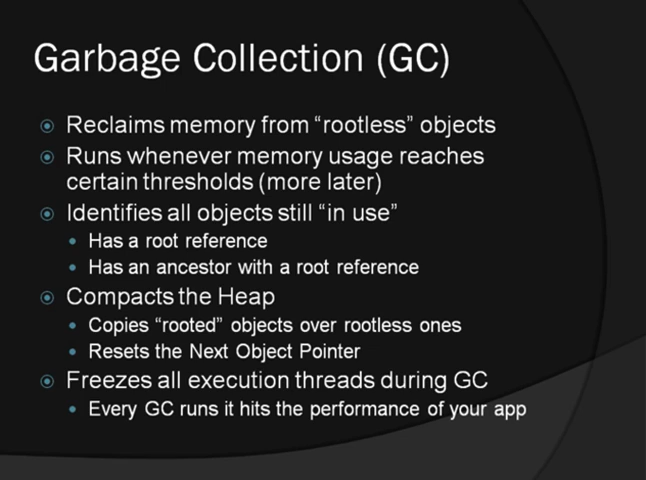 Garbage Collection (GC)
Reclaims memory from “rootless” objects
Runs whenever memory usage reaches
certain thresholds (more later)
Identifies all objects still “in use”
Has a root reference
Has an ancestor with a root reference
Compacts the Heap
Copies “rooted” objects over rootless ones
Resets the Next Object Pointer
Freezes all execution threads during GC
Every GC runs it hits the performance of your app